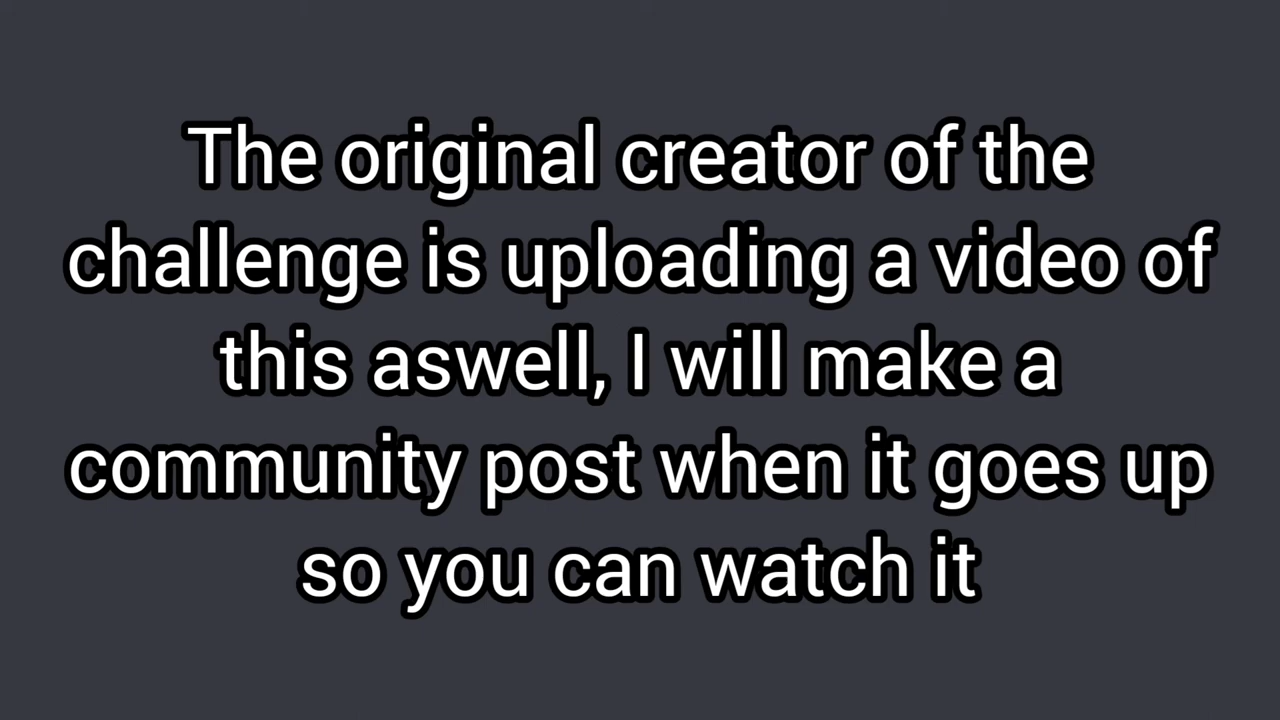 The original creator of the
challenge is uploading a video of
this aswell, I will make a
community post when it goes up
so you can watch it